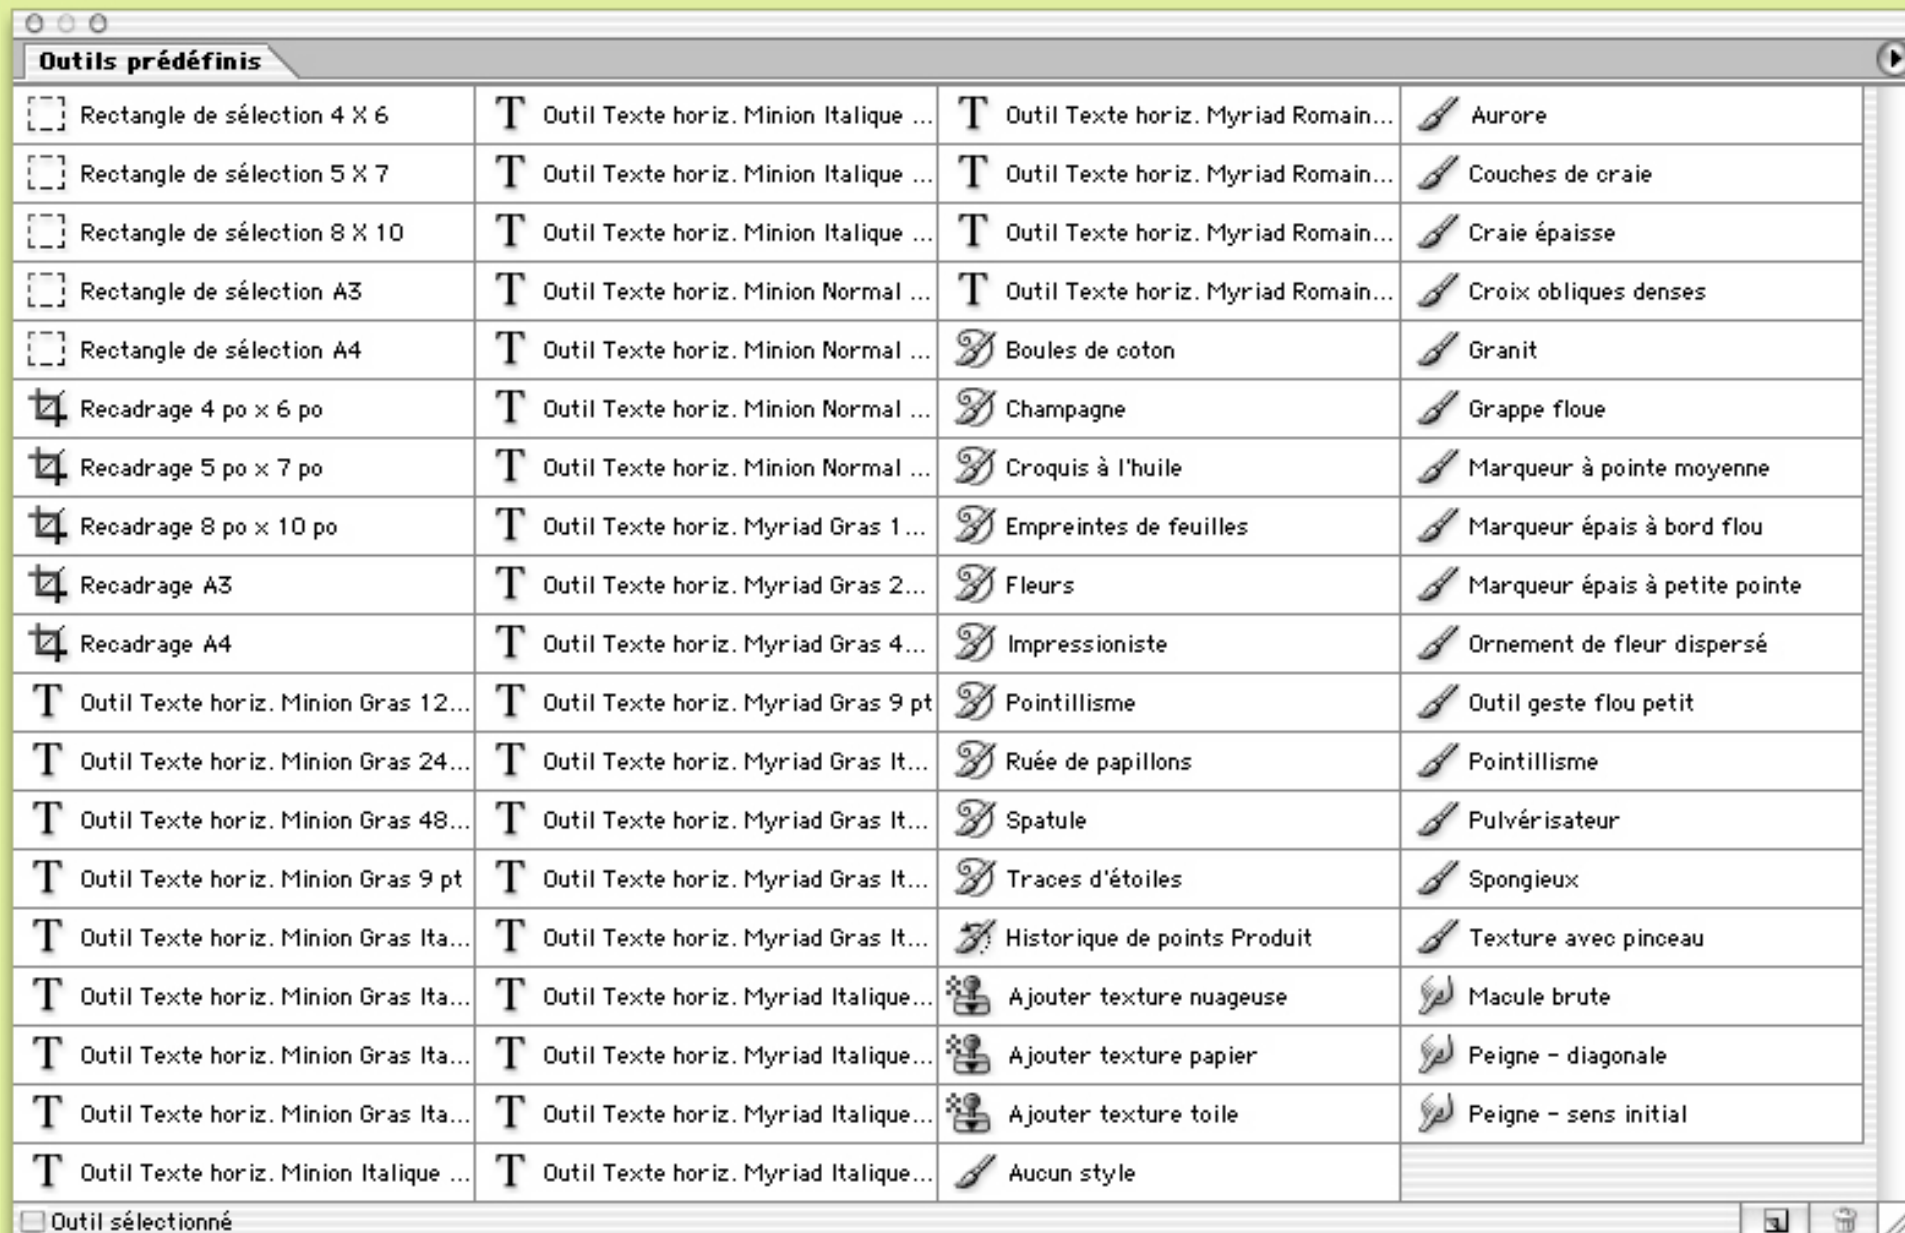 Outils prédéfinis
Rectangle de sélection 4 X 6
Rectangle de sélection 5 X 7
Rectangle de sélection 8 X 10
Rectangle de sélection A3
Rectangle de sélection A4
Recadrage 4 po x 6 po
Recadrage 5 po x 7 po
Recadrage 8 po x 10 po
Recadrage A3
Recadrage A4
Outil Texte horiz. Minion Gras 12...
Outil Texte horiz. Minion Gras 24...
Outil Texte horiz. Minion Gras 48...
Outil Texte horiz. Minion Gras 9 pt
Outil Texte horiz. Minion Gras Ita...
Outil Texte horiz. Minion Gras Ita...
Outil Texte horiz. Minion Gras Ita...
Outil Texte horiz. Minion Gras Ita...
Outil Texte horiz. Minion Italique ...
Outil Texte horiz. Minion Italique ...
Outil Texte horiz. Minion Italique ...
Outil Texte horiz. Minion Italique ...
Outil Texte horiz. Minion Normal ...
Outil Texte horiz. Minion Normal ...
Outil Texte horiz. Minion Normal ...
Outil Texte horiz. Minion Normal ...
Outil Texte horiz. Myriad Gras 1...
Outil Texte horiz. Myriad Gras 2...
Outil Texte horiz. Myriad Gras 4...
Outil Texte horiz. Myriad Gras 9 pt
Outil Texte horiz. Myriad Gras It...
Outil Texte horiz. Myriad Gras It...
Outil Texte horiz. Myriad Gras It...
Outil Texte horiz. Myriad Gras It...
Outil Texte horiz. Myriad Italique...
Outil Texte horiz. Myriad Italique...
Outil Texte horiz. Myriad Italique...
Outil Texte horiz. Myriad Italique...
Outil Texte horiz. Myriad Romain...
Outil Texte horiz. Myriad Romain...
Outil Texte horiz. Myriad Romain...
Outil Texte horiz. Myriad Romain...
Boules de coton
Champagne
Croquis à l'huile
Empreintes de feuilles
Fleurs
Impressioniste
Pointillisme
Ruée de papillons
Spatule
Traces d'étoiles
Historique de points Produit
Ajouter texture nuageuse
Ajouter texture papier
Ajouter texture toile
Aucun style
Aurore
Couches de craie
Craie épaisse
Croix obliques denses
Granit
Grappe floue
Marqueur à pointe moyenne
Marqueur épais à bord flou
Marqueur épais à petite pointe
Ornement de fleur dispersé
Outil geste flou petit
Pointillisme
Pulvérisateur
Spongieux
Texture avec pinceau
Macule brute
Peigne - diagonale
Peigne - sens initial
Outil sélectionné